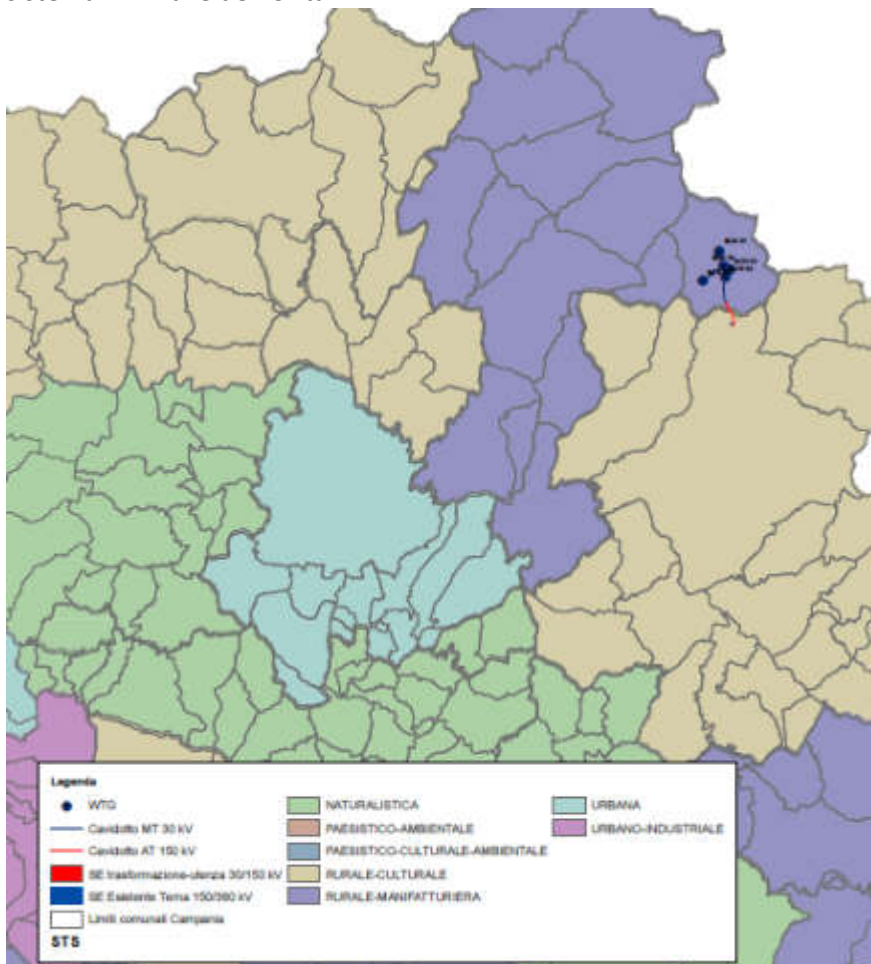 Legenda
WTG
Cavidotto MT 30 kV
Cavidotto AT 150 kV
SE trasformazione-utenza 30/150 kV
SE Esistente Terna 150/380 kV
Limiti comunali Campania
STS
NATURALISTICA
PAESISTICO-AMBIENTALE
PAESISTICO-CULTURALE-AMBIENTALE
RURALE-CULTURALE
RURALE-MANIFATTURIERA
URBANA
URBANO-INDUSTRIALE